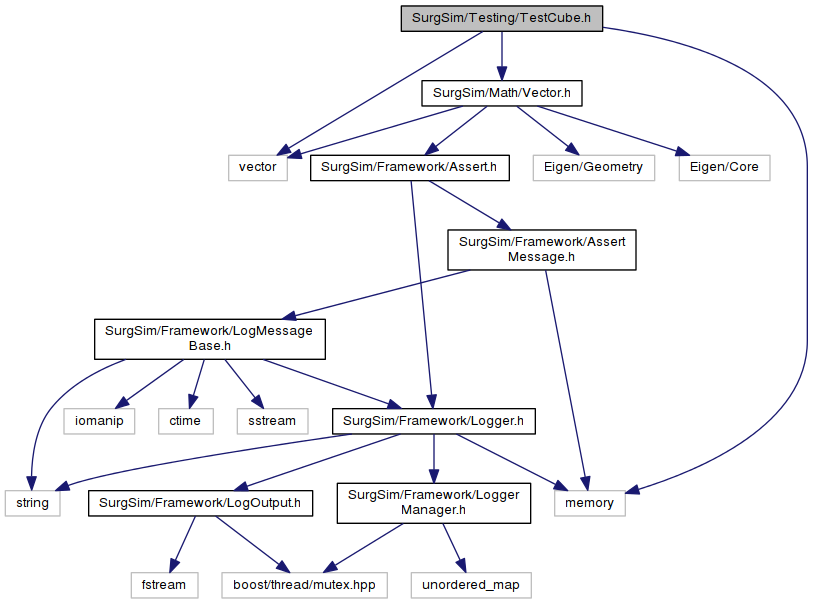 SurgSim/Testing/TestCube.h
SurgSim/Math/Vector.h
vector
SurgSim/Framework/Assert.h
Eigen/Geometry
Eigen/Core
SurgSim/Framework/Assert
Message.h
SurgSim/Framework/LogMessage
Base.h
iomanip
ctime
sstream
SurgSim/Framework/Logger.h
string
SurgSim/Framework/LogOutput.h
SurgSim/Framework/Logger
Manager.h
memory
fstream
boost/thread/mutex.hpp
unordered_map